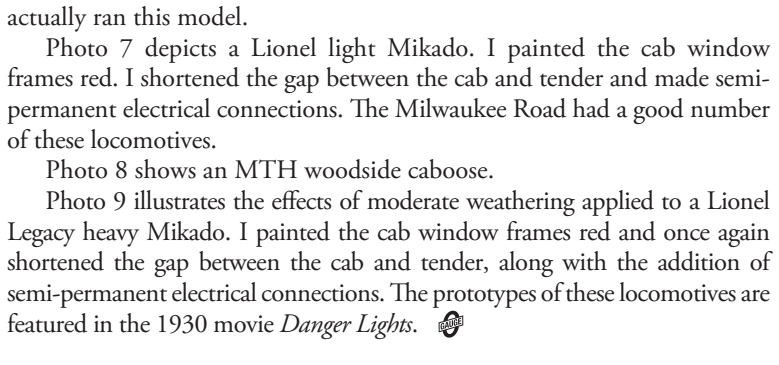 actually ran this model.
Photo 7 depicts a Lionel light Mikado. I painted the cab window
frames red. I shortened the gap between the cab and tender and made semi-
permanent electrical connections. The Milwaukee Road had a good number
of these locomotives.
Photo 8 shows an MTH woodside caboose.
Photo 9 illustrates the effects of moderate weathering applied to a Lionel
Legacy heavy Mikado. I painted the cab window frames red and once again
shortened the gap between the cab and tender, along with the addition of
semi-permanent electrical connections. The prototypes of these locomotives are
featured in the 1930 movie Danger Lights. GAUGE